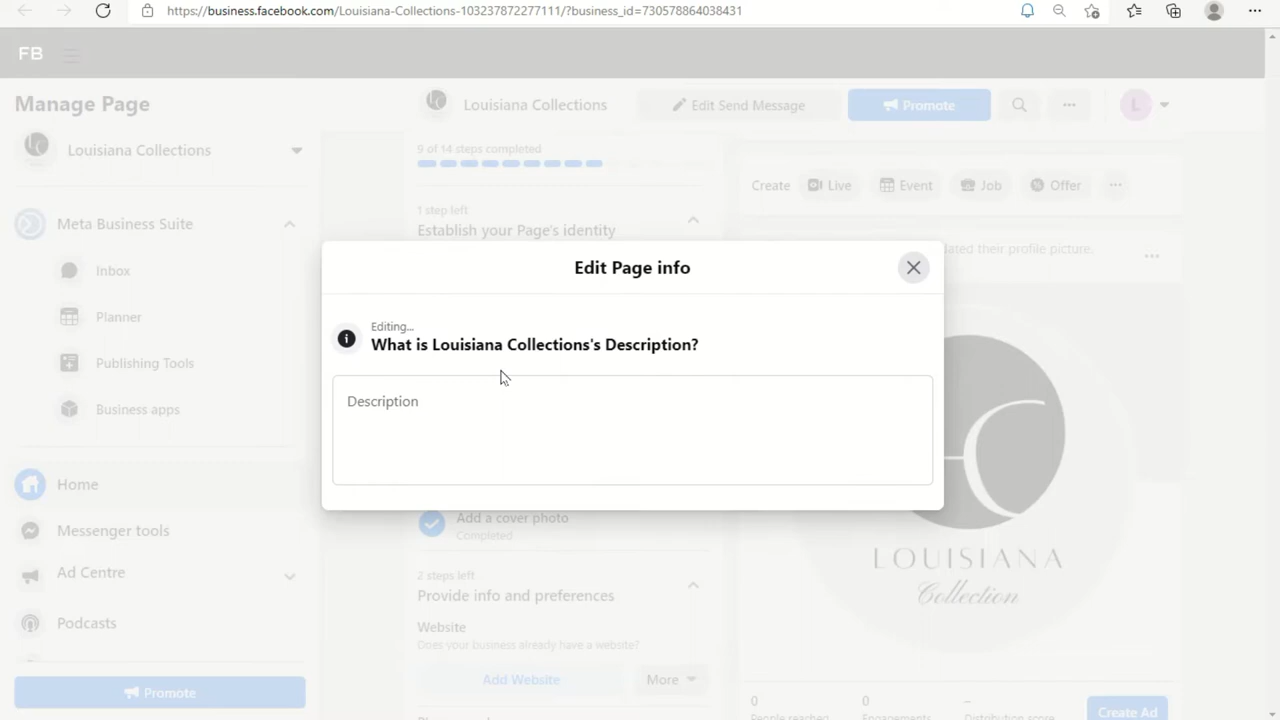 https://business.facebook.com/Louisiana-Collections-103237872277111/?business_id=730578864038431
FB
Manage Page
Louisiana Collections
Edit Send Message
Promote
L
Louisiana Collections
9 of 14 steps completed
Create
Live
Event
Job
Offer
Meta Business Suite
1 step left
Establish your Page's identity
dated their profile picture.
Inbox
Planner
Publishing Tools
Business apps
Edit Page info
Editing...
What is Louisiana Collections's Description?
Description
Home
Messenger tools
Ad Centre
Podcasts
Promote
Add a cover photo
Completed
2 steps left
Provide info and preferences
Website
Does your business already have a website?
Add Website
More
LC
LOUISIANA
Collection
0
People reached
0
Engagements
Distribution score
Create Ad